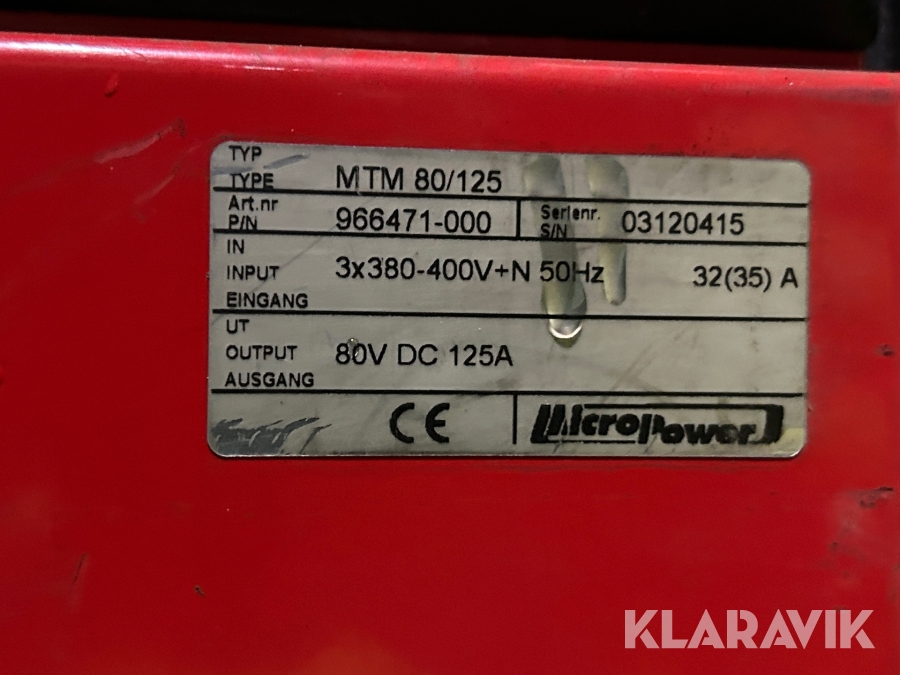 TYP
TYPE MTM 80/125
Art.nr
P/N 966471-000 Serienr. S/N 03120415
IN
INPUT 3x380-400V+N 50Hz 32(35) A
EINGANG
UT
OUTPUT 80V DC 125A
AUSGANG
CE MicroPower
KLARAVIK